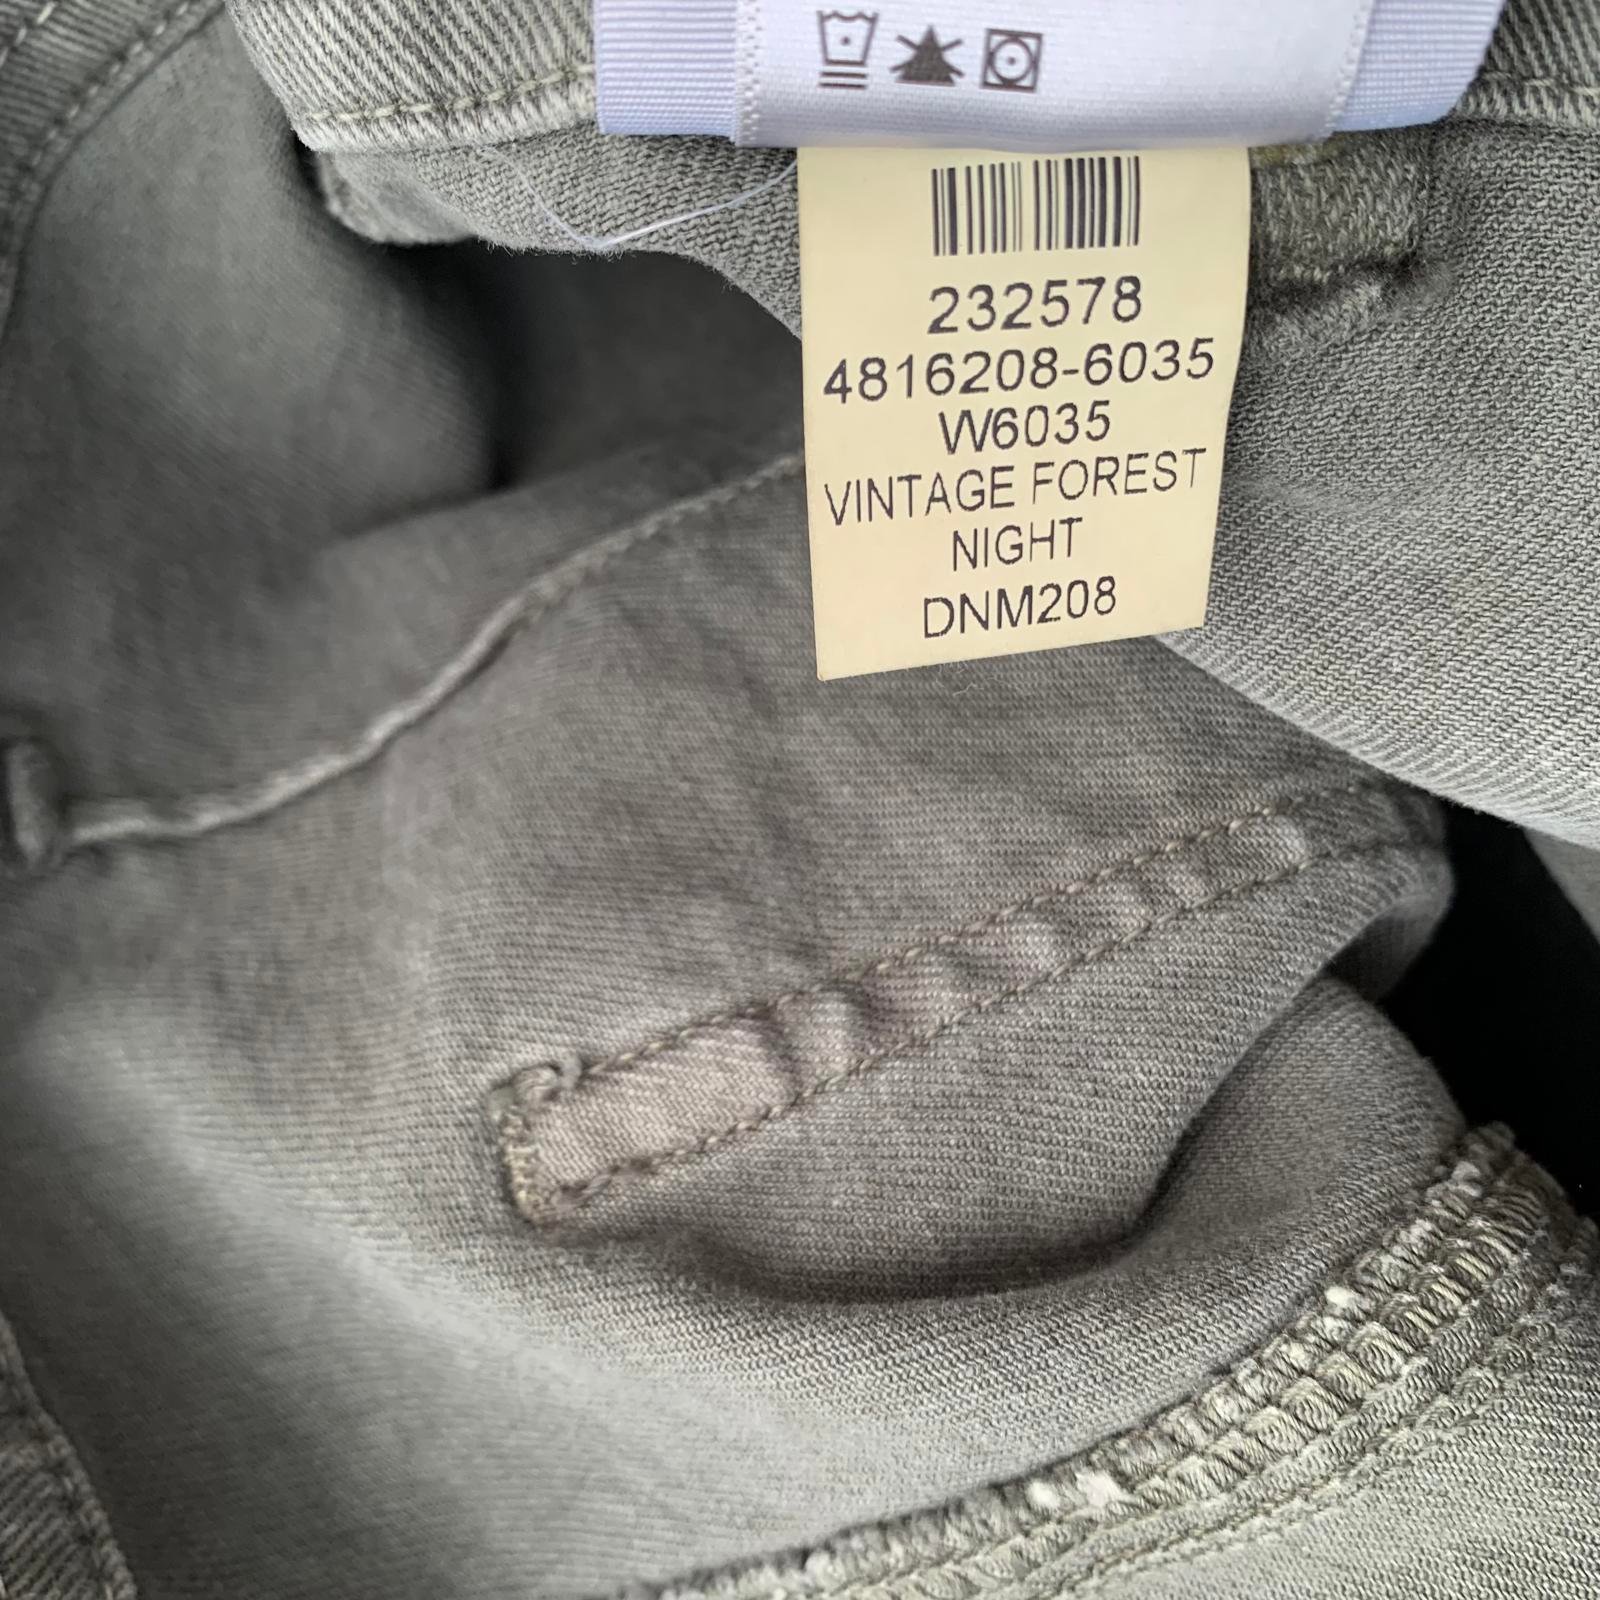 232578
4816208-6035
W6035
VINTAGE FOREST
NIGHT
DNM208